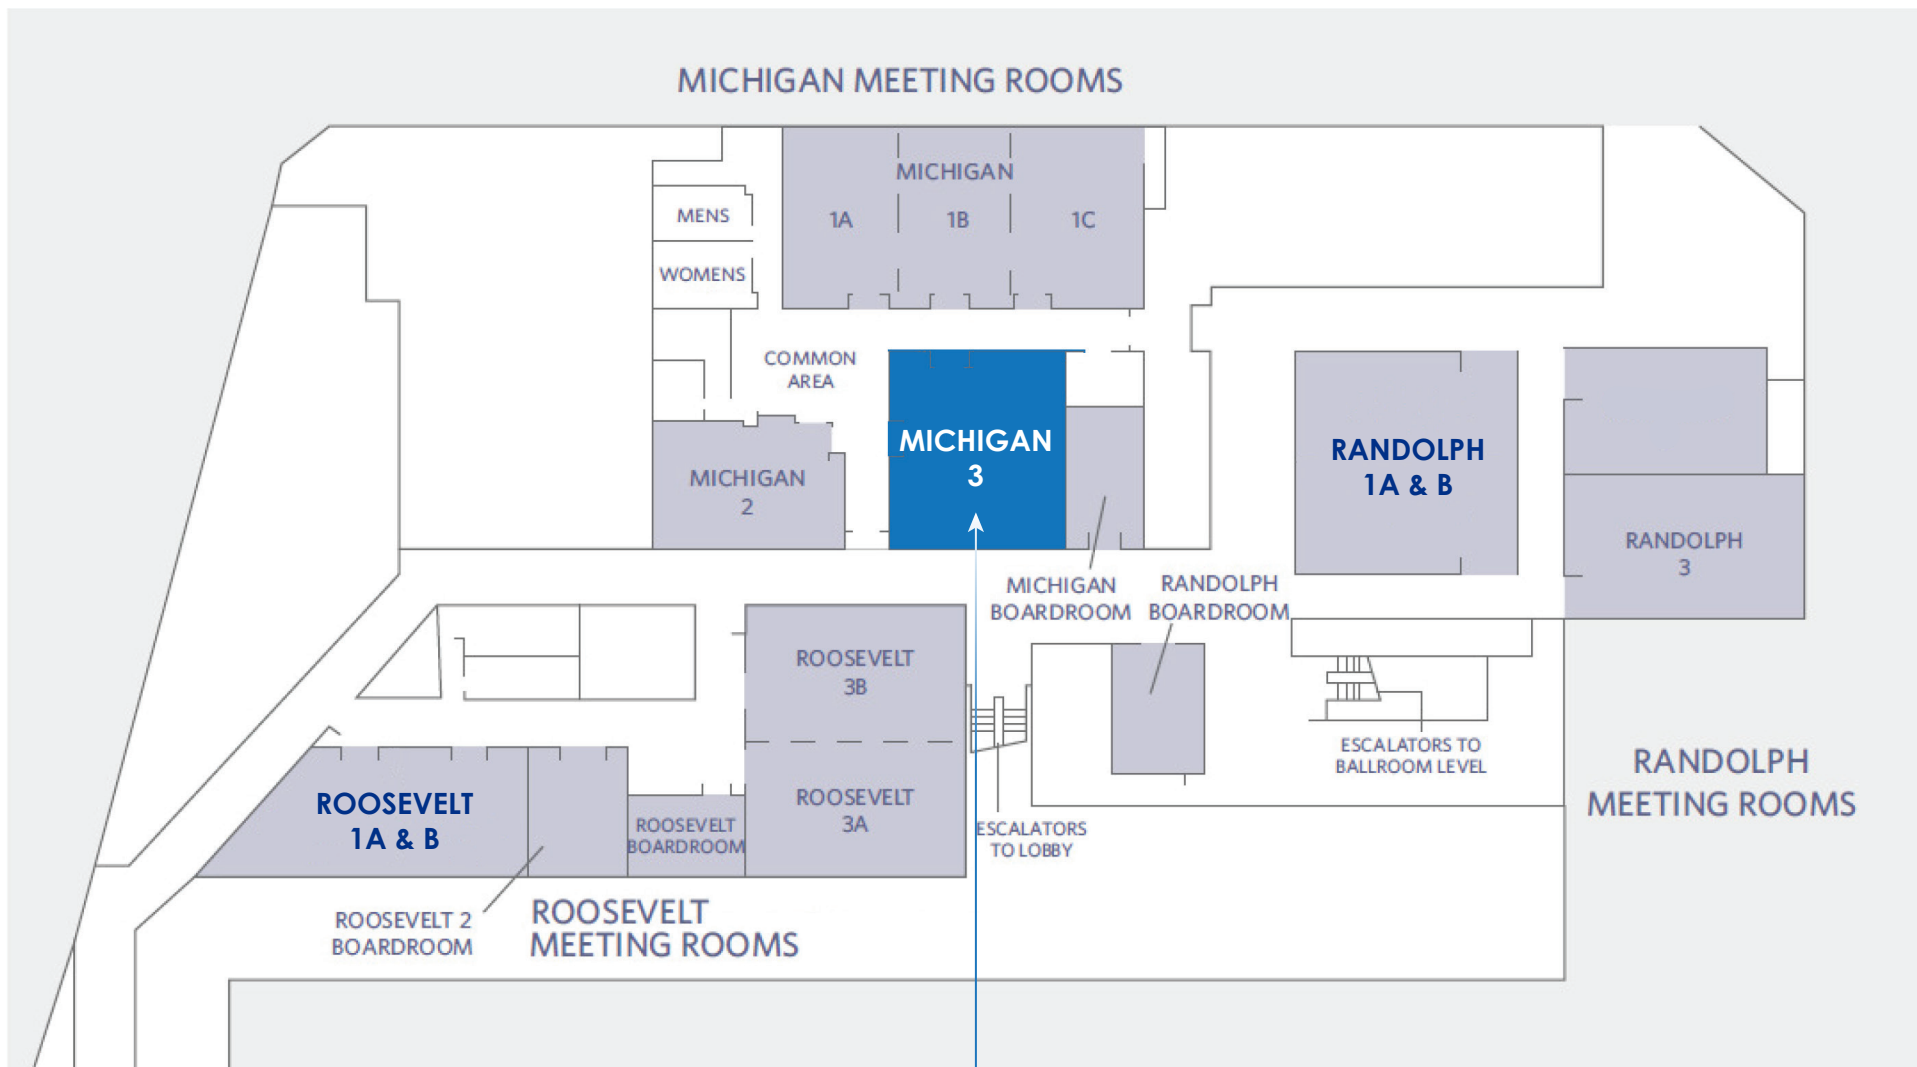 MICHIGAN MEETING ROOMS
MICHIGAN
1A
1B
1C
MENS
WOMENS
COMMON
AREA
MICHIGAN
3
MICHIGAN
2
RANDOLPH
1A & B
RANDOLPH
3
MICHIGAN
BOARDROOM
RANDOLPH
BOARDROOM
ROOSEVELT
3B
ROOSEVELT
3A
ROOSEVELT
1A & B
ROOSEVELT
BOARDROOM
ESCALATORS
TO LOBBY
ESCALATORS TO
BALLROOM LEVEL
RANDOLPH
MEETING ROOMS
ROOSEVELT 2
BOARDROOM
ROOSEVELT
MEETING ROOMS